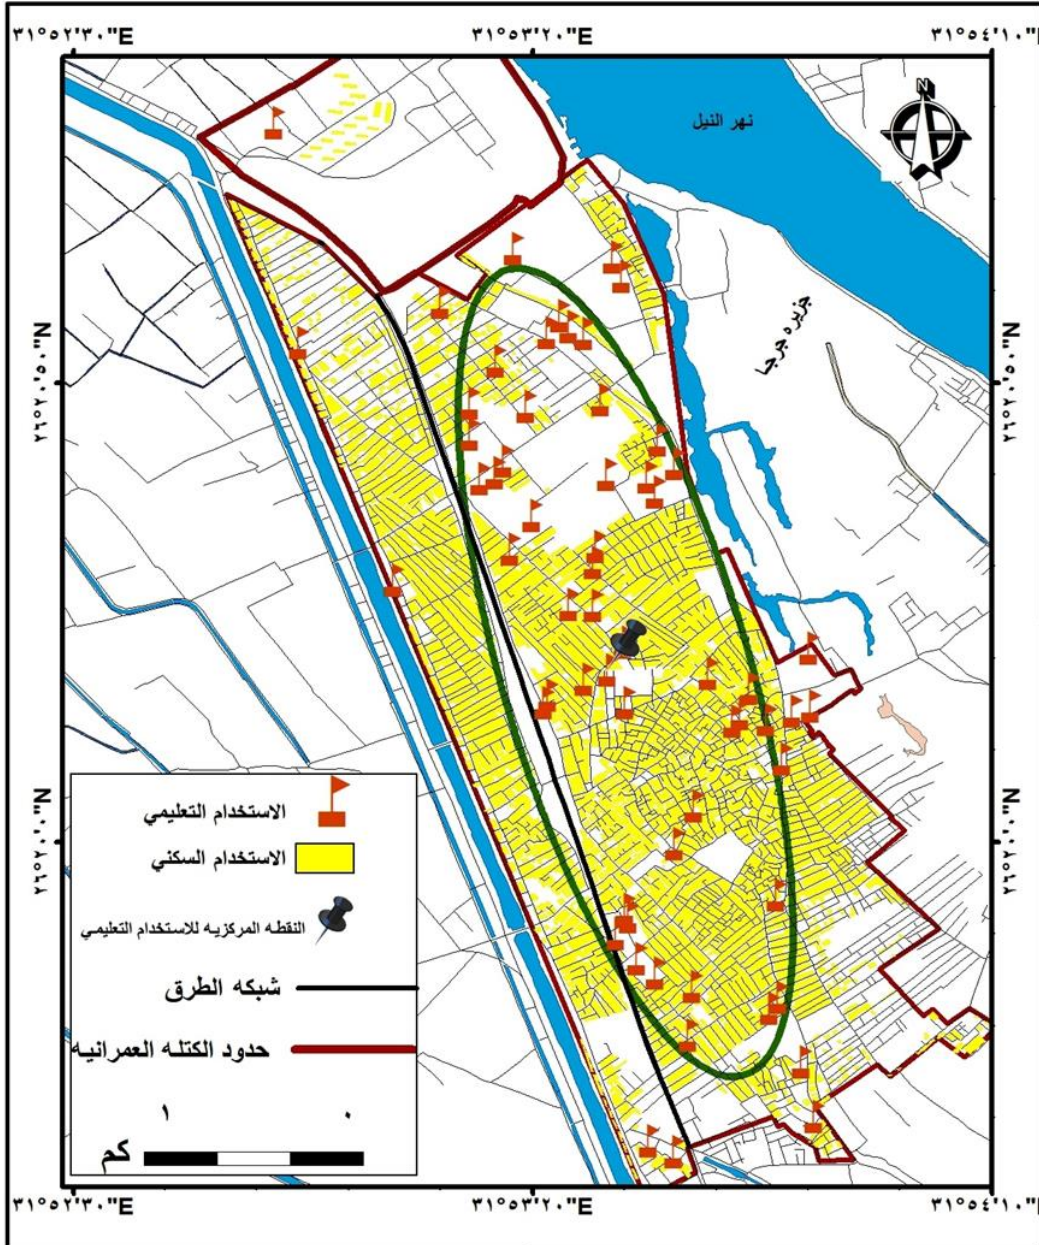 ٣١°٥٢'٣٠"E
٣١°٥٣'٢٠"E
٣١°٥٤'١٠"E
N
نهر النيل
جزيره جرجا
٢٦°٢٠'٥٠"N
٢٦°٢٠'٥٠"N
٢٦°٢٠'٠"N
٢٦°٢٠'٠"N
الاستخدام التعليمي
الاستخدام السكني
النقطه المركزيه للاستخدام التعليمي
شبكه الطرق
حدود الكتله العمرانيه
١ ٠
كم
٣١°٥٢'٣٠"E
٣١°٥٣'٢٠"E
٣١°٥٤'١٠"E